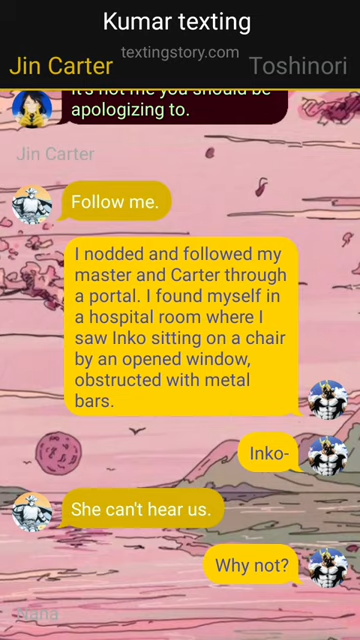 Kumar texting
textingstory.com
Jin Carter
Toshinori
It's not me you should be
apologizing to.
Jin Carter
Follow me.
I nodded and followed my
master and Carter through
a portal. I found myself in
a hospital room where I
saw Inko sitting on a chair
by an opened window,
obstructed with metal
bars.
Inko-
She can't hear us.
Why not?
Nana